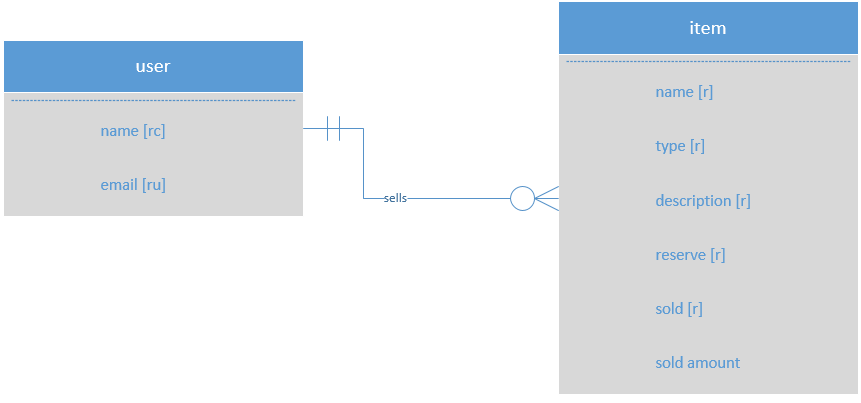 user
name [rc]
email [ru]
sells
item
name [r]
type [r]
description [r]
reserve [r]
sold [r]
sold amount